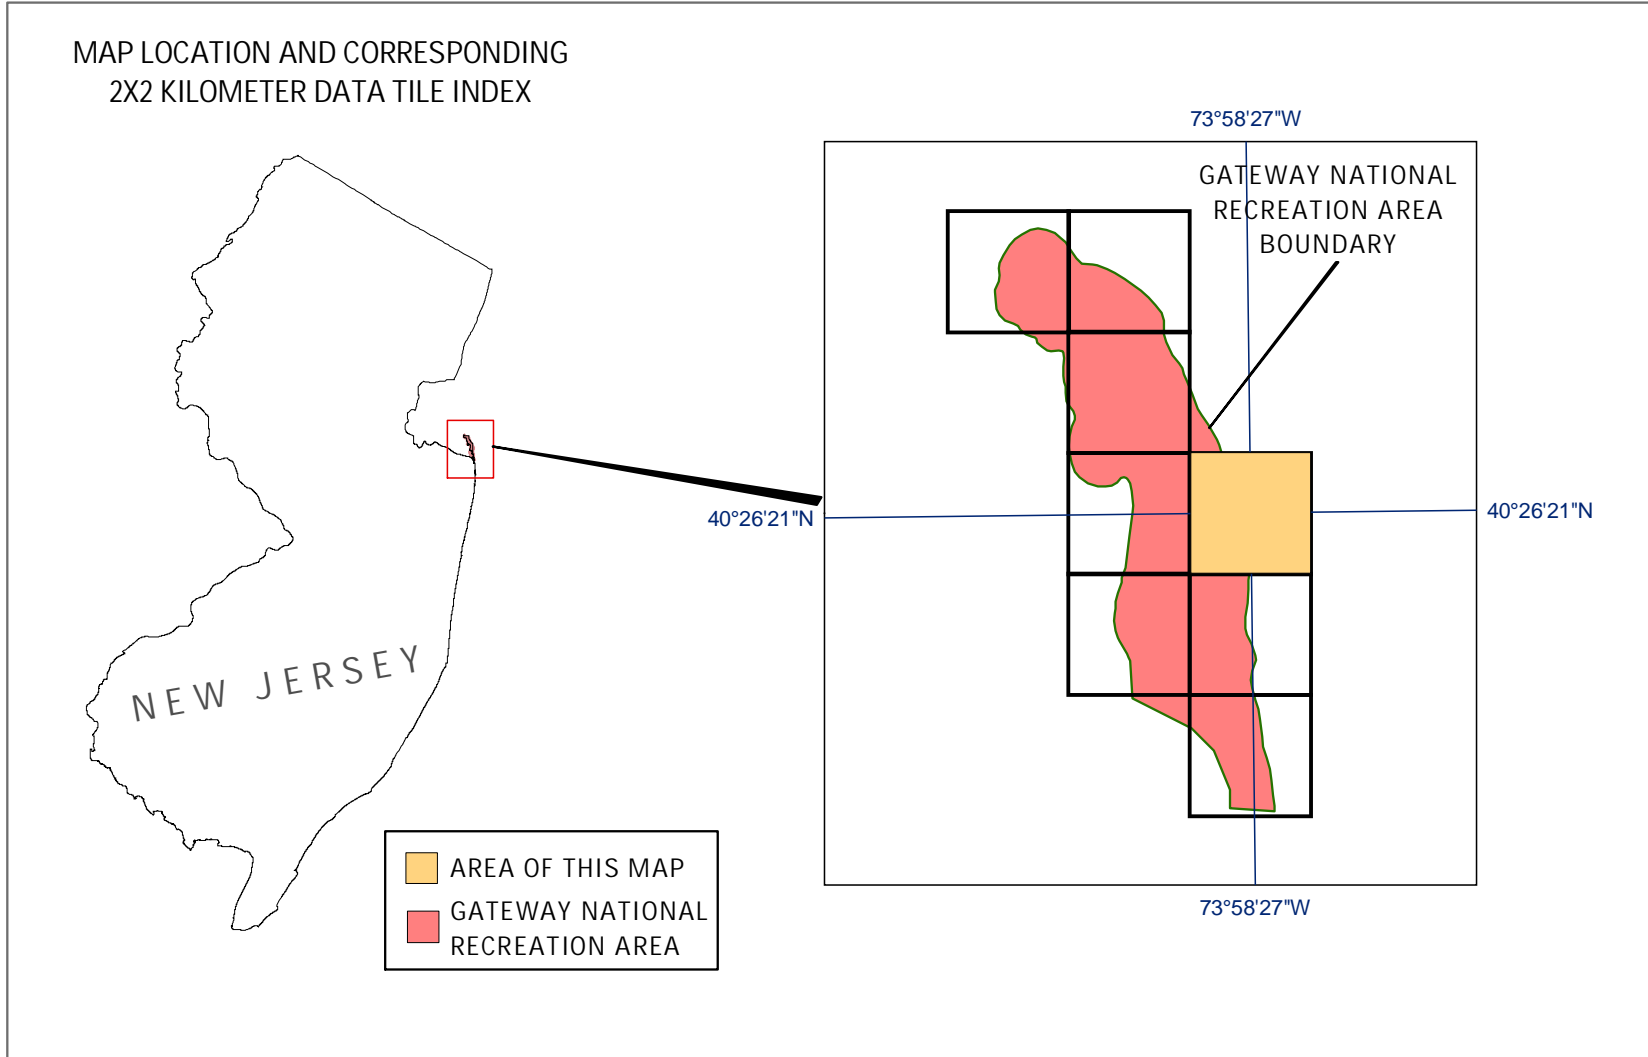 MAP LOCATION AND CORRESPONDING
2X2 KILOMETER DATA TILE INDEX
73°58'27"W
GATEWAY NATIONAL
RECREATION AREA
BOUNDARY
40°26'21"N
40°26'21"N
NEW JERSEY
AREA OF THIS MAP
GATEWAY NATIONAL
RECREATION AREA
73°58'27"W